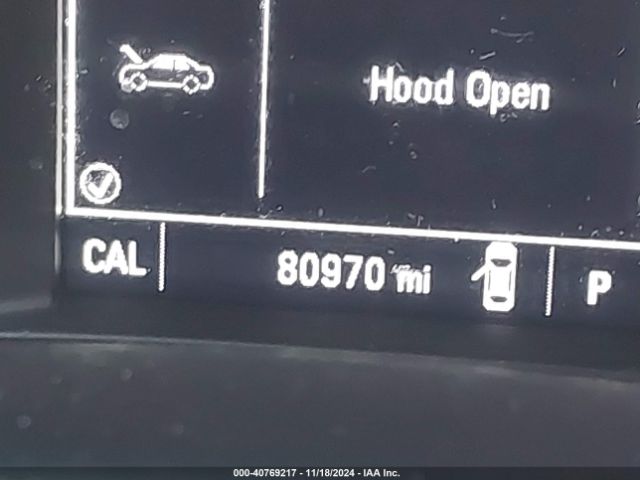 Hood Open
CAL 80970 mi P
000-40769217 - 11/18/2024 - IAA Inc.